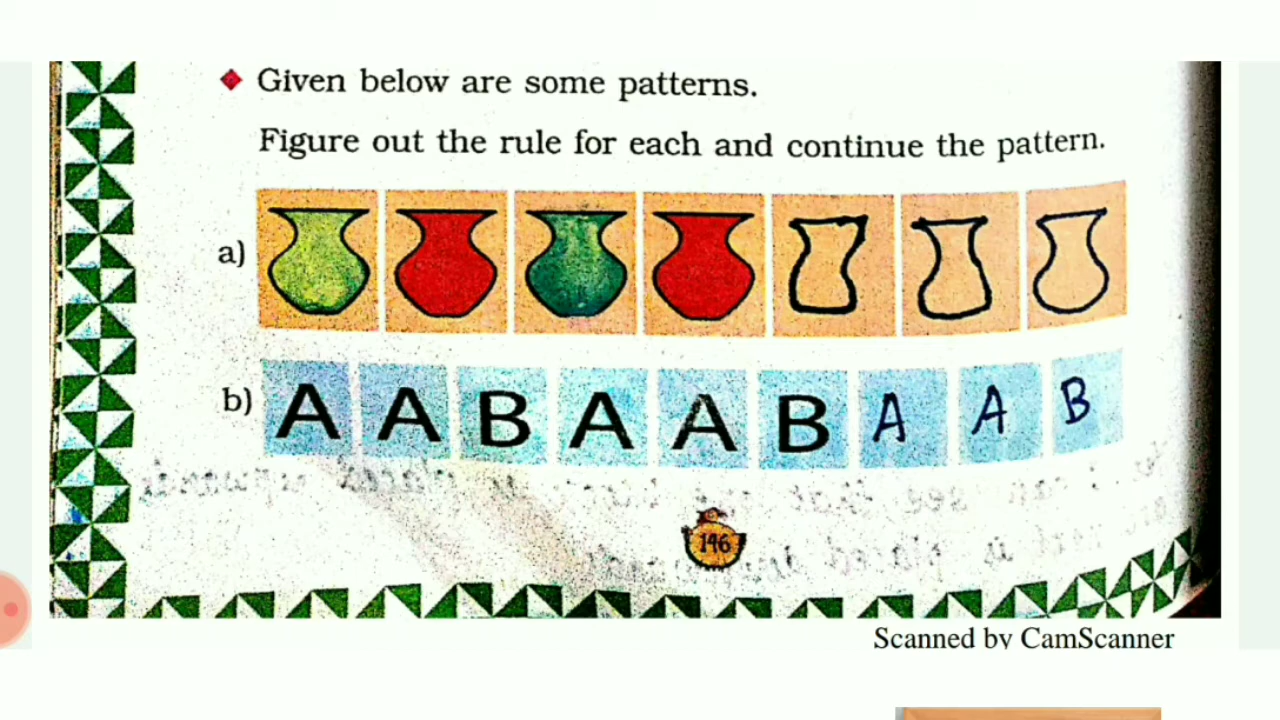 Given below are some patterns.
Figure out the rule for each and continue the pattern.
a)
b) A A B A A B A A B
146
Scanned by CamScanner